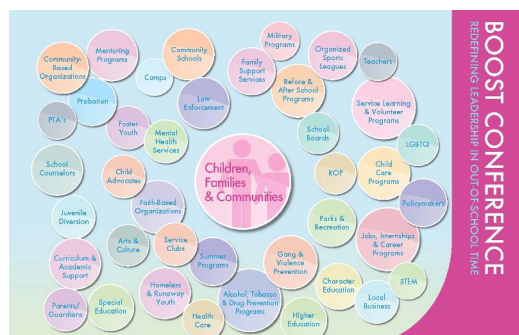 Community-
Based
Organizations
Mentoring
Programs
Community
Schools
Military
Programs
Family
Support
Services
Organized
Sports
Leagues
Teachers
Camps
Probation
Law
Enforcement
Before &
After School
Programs
Service Learning
& Volunteer
Programs
PTA's
Foster
Youth
Mental
Health
Services
School
Boards
LGBTQ
School
Counselors
Child
Advocates
Children,
Families
& Communities
ROP
Child
Care
Programs
Policymakers
Juvenile
Diversion
Faith-Based
Organizations
Parks &
Recreation
Jobs, Internships
& Career
Programs
Arts &
Culture
Service
Clubs
Curriculum &
Academic
Support
Summer
Programs
Gang &
Violence
Prevention
Homeless
& Runaway
Youth
Alcohol, Tobacco
& Drug Prevention
Programs
Character
Education
STEM
Parents/
Guardians
Special
Education
Health
Care
Higher
Education
Local
Business
BOOST CONFERENCE
REDEFINING LEADERSHIP IN OUT-OF-SCHOOL TIME